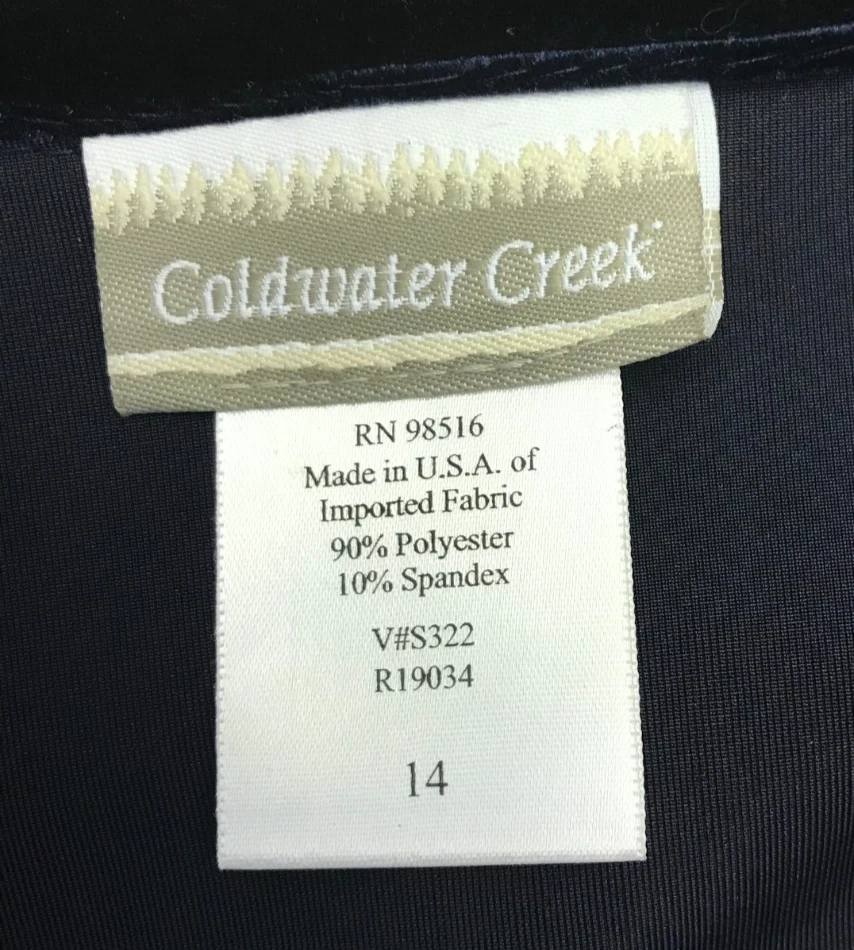 Coldwater Creek
RN 98516
Made in U.S.A. of
Imported Fabric
90% Polyester
10% Spandex
V#S322
R19034
14